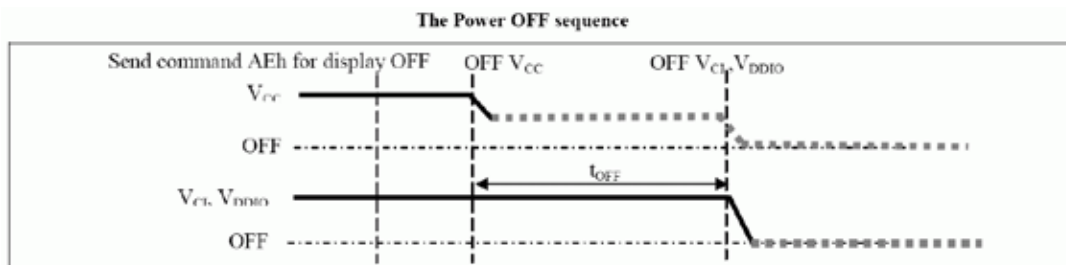 The Power OFF sequence
Send command AEh for display OFF OFF VCC OFF VCI, VDDIO
VCC
OFF
tOFF
VCI, VDDIO
OFF